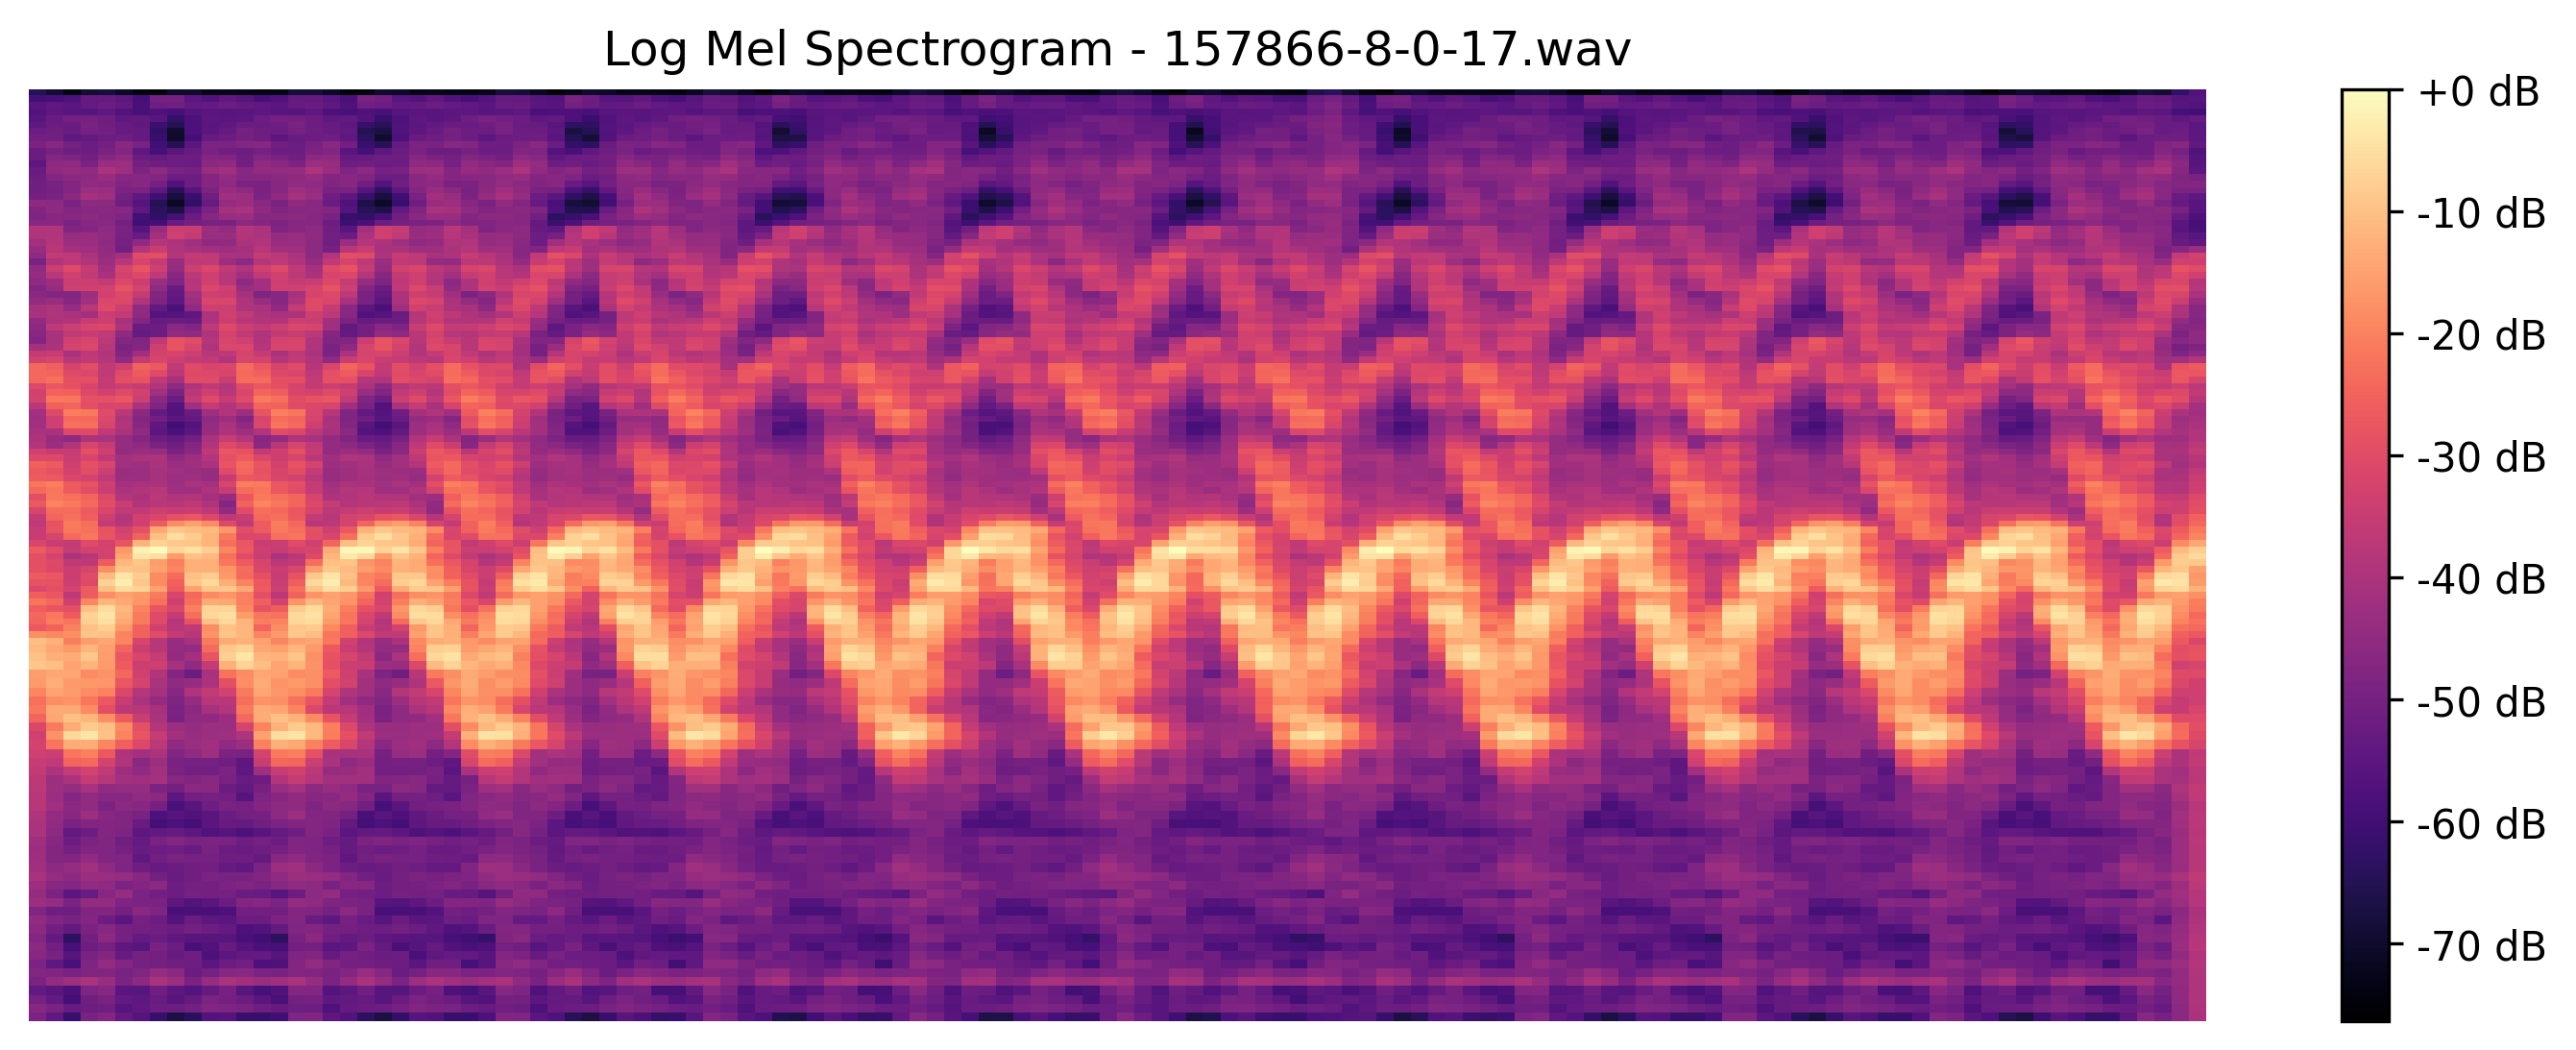 Log Mel Spectrogram - 157866-8-0-17.wav
+0 dB
-10 dB
-20 dB
-30 dB
-40 dB
-50 dB
-60 dB
-70 dB